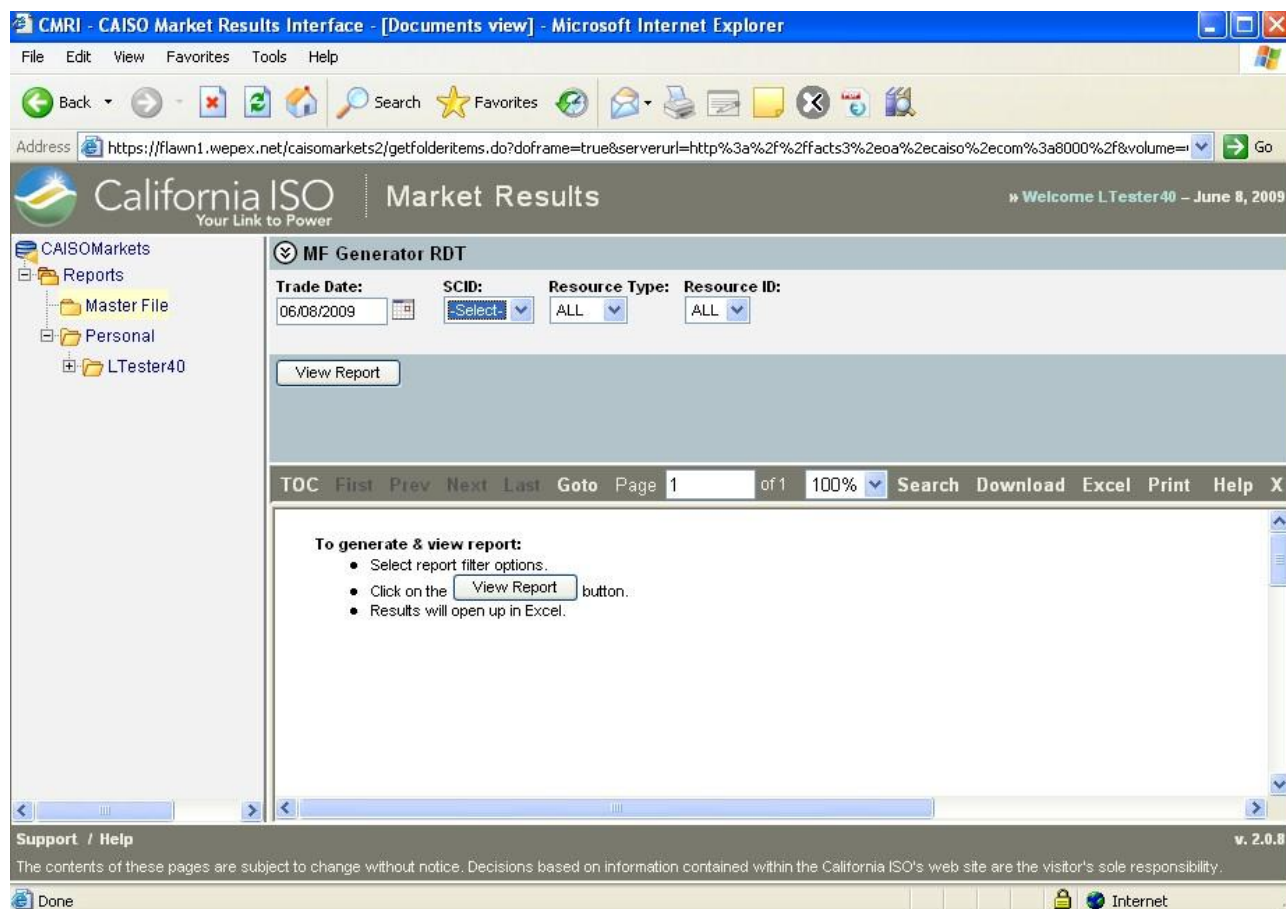 CMRI - CAISO Market Results Interface - [Documents view] - Microsoft Internet Explorer
File Edit View Favorites Tools Help
Back Search Favorites
Address https://flawn1.wepex.net/caisomarkets2/getfolderitems.do?doframe=true&serverurl=http%3a%2f%2ffacts3%2eoa%2ecaiso%2ecom%3a8000%2f&volume= Go
California ISO
Your Link to Power
Market Results
» Welcome LTester40 – June 8, 2009
CAISOMarkets
Reports
Master File
Personal
LTester40
MF Generator RDT
Trade Date: SCID: Resource Type: Resource ID:
06/08/2009 -Select- ALL ALL
View Report
TOC First Prev Next Last Goto Page 1 of 1 100% Search Download Excel Print Help X
To generate & view report:
● Select report filter options.
● Click on the View Report button.
● Results will open up in Excel.
Support / Help v. 2.0.8
The contents of these pages are subject to change without notice. Decisions based on information contained within the California ISO's web site are the visitor's sole responsibility.
Done Internet